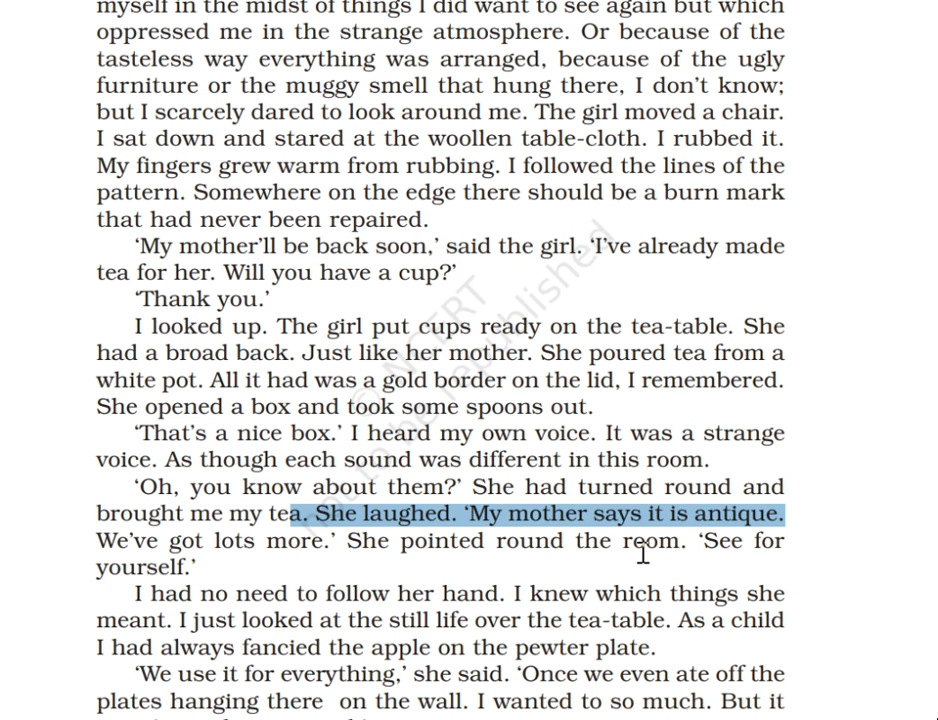 myself in the midst of things I did want to see again but which
oppressed me in the strange atmosphere. Or because of the
tasteless way everything was arranged, because of the ugly
furniture or the muggy smell that hung there, I don't know;
but I scarcely dared to look around me. The girl moved a chair.
I sat down and stared at the woollen table-cloth. I rubbed it.
My fingers grew warm from rubbing. I followed the lines of the
pattern. Somewhere on the edge there should be a burn mark
that had never been repaired.
‘My mother’ll be back soon,’ said the girl. ‘I’ve already made
tea for her. Will you have a cup?’
‘Thank you.’
I looked up. The girl put cups ready on the tea-table. She
had a broad back. Just like her mother. She poured tea from a
white pot. All it had was a gold border on the lid, I remembered.
She opened a box and took some spoons out.
‘That’s a nice box.’ I heard my own voice. It was a strange
voice. As though each sound was different in this room.
‘Oh, you know about them?’ She had turned round and
brought me my tea. She laughed. ‘My mother says it is antique.
We’ve got lots more.’ She pointed round the room. ‘See for
yourself.’
I had no need to follow her hand. I knew which things she
meant. I just looked at the still life over the tea-table. As a child
I had always fancied the apple on the pewter plate.
‘We use it for everything,’ she said. ‘Once we even ate off the
plates hanging there on the wall. I wanted to so much. But it
© NCERT
not to be republished